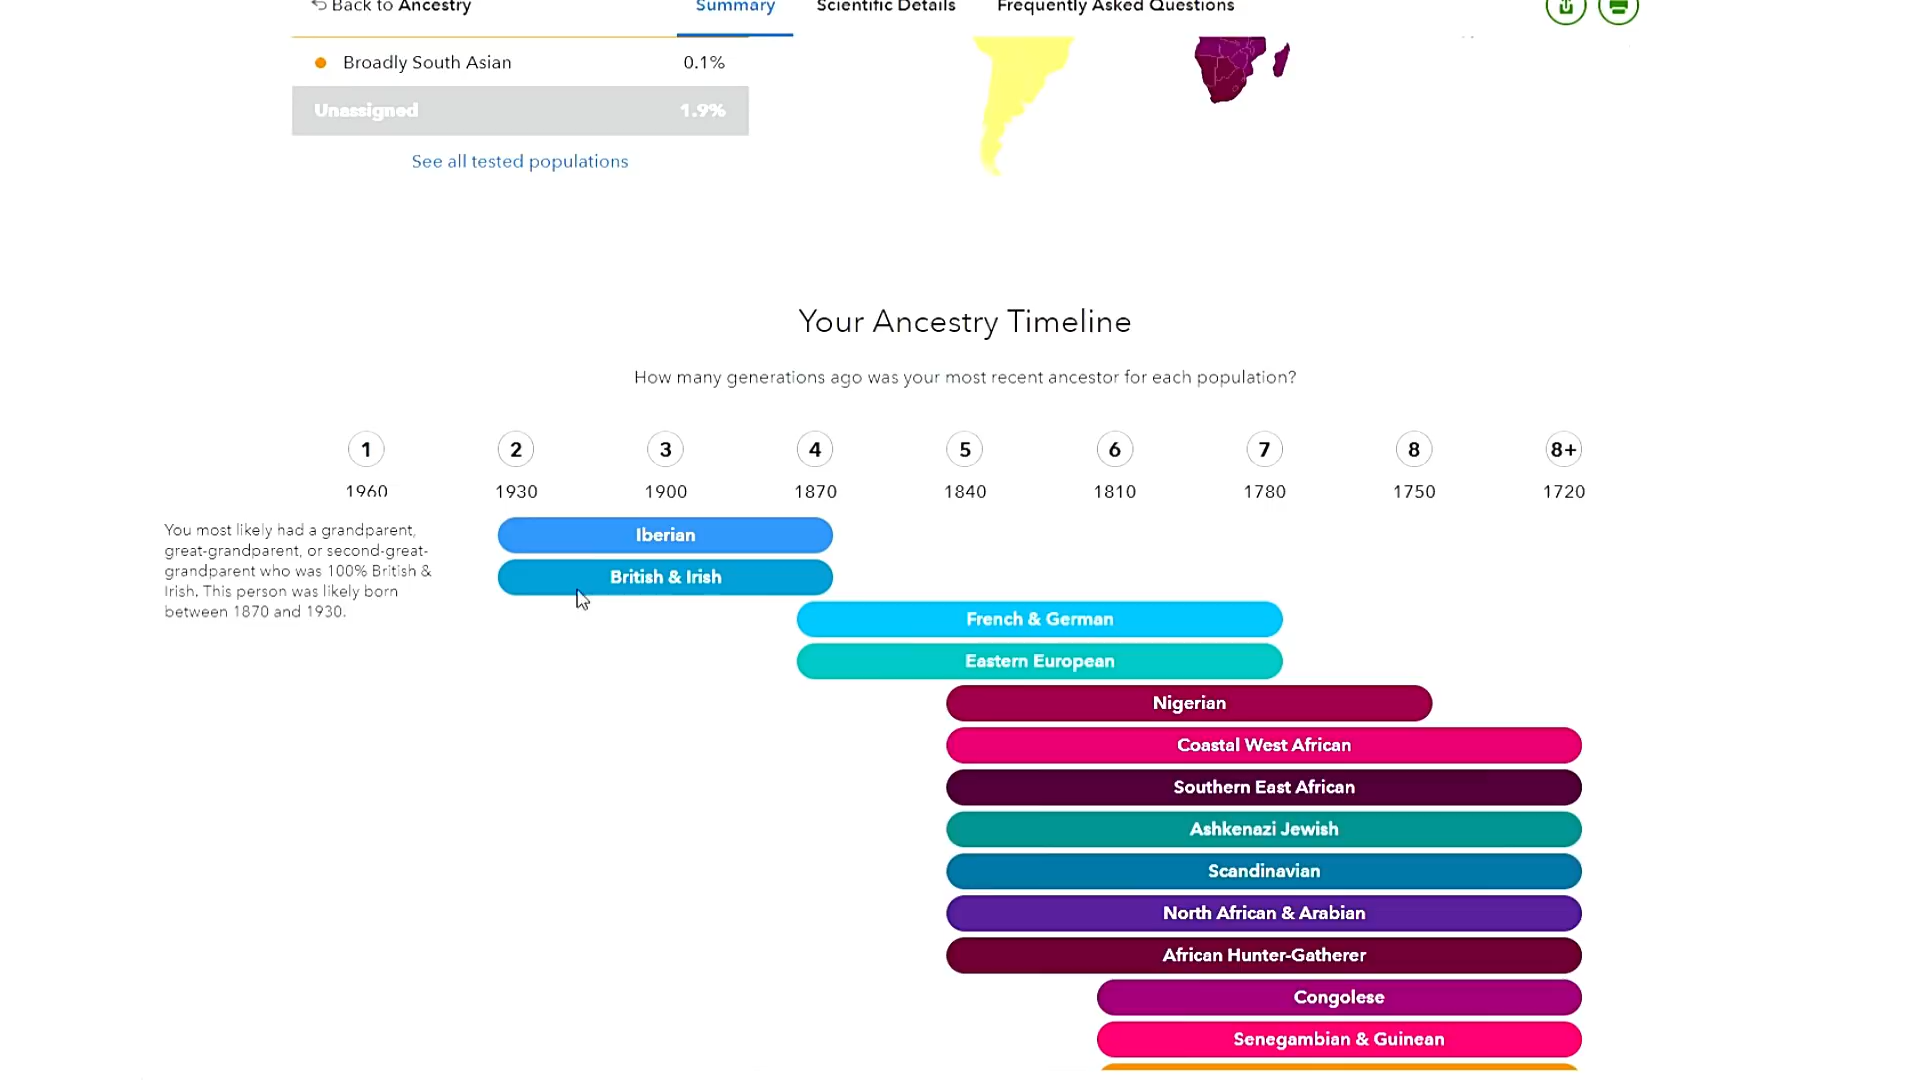 Back to Ancestry
Summary
Scientific Details
Frequently Asked Questions
Broadly South Asian 0.1%
Unassigned 1.9%
See all tested populations
Your Ancestry Timeline
How many generations ago was your most recent ancestor for each population?
1 2 3 4 5 6 7 8 8+
1960 1930 1900 1870 1840 1810 1780 1750 1720
You most likely had a grandparent,
great-grandparent, or second-great-
grandparent who was 100% British &
Irish. This person was likely born
between 1870 and 1930.
Iberian
British & Irish
French & German
Eastern European
Nigerian
Coastal West African
Southern East African
Ashkenazi Jewish
Scandinavian
North African & Arabian
African Hunter-Gatherer
Congolese
Senegambian & Guinean